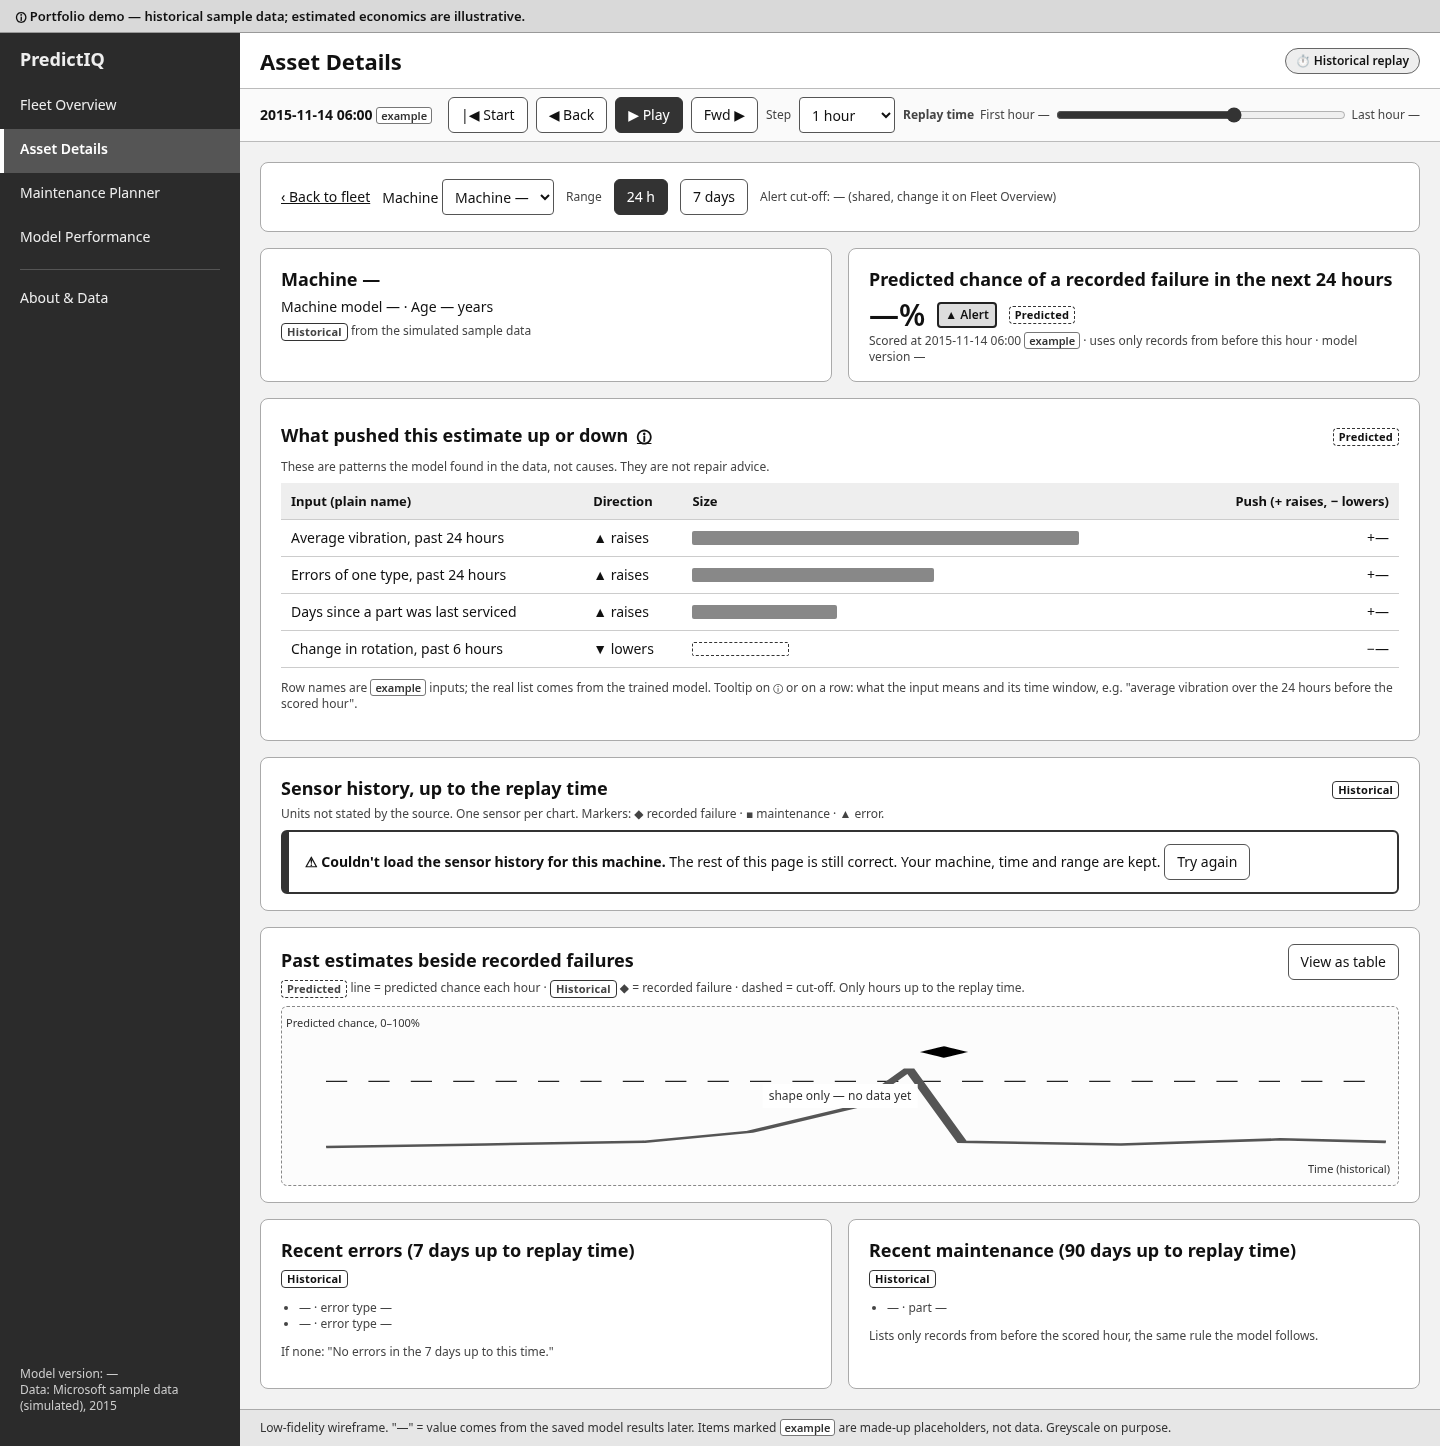 ⓘ Portfolio demo — historical sample data; estimated economics are illustrative.
PredictIQ
Fleet Overview
Asset Details
Maintenance Planner
Model Performance
About & Data
Model version: —
Data: Microsoft sample data
(simulated), 2015
Asset Details
⏱ Historical replay
2015-11-14 06:00 example |◀ Start ◀ Back ▶ Play Fwd ▶ Step 1 hour Replay time First hour — Last hour —
‹ Back to fleet Machine Machine — Range 24 h 7 days Alert cut-off: — (shared, change it on Fleet Overview)
Machine —
Machine model — · Age — years
Historical from the simulated sample data
Predicted chance of a recorded failure in the next 24 hours
—% ▲ Alert Predicted
Scored at 2015-11-14 06:00 example · uses only records from before this hour · model
version —
What pushed this estimate up or down ⓘ
Predicted
These are patterns the model found in the data, not causes. They are not repair advice.
Input (plain name) Direction Size Push (+ raises, − lowers)
Average vibration, past 24 hours ▲ raises +—
Errors of one type, past 24 hours ▲ raises +—
Days since a part was last serviced ▲ raises +—
Change in rotation, past 6 hours ▼ lowers −—
Row names are example inputs; the real list comes from the trained model. Tooltip on ⓘ or on a row: what the input means and its time window, e.g. "average vibration over the 24 hours before the
scored hour".
Sensor history, up to the replay time
Historical
Units not stated by the source. One sensor per chart. Markers: ◆ recorded failure · ■ maintenance · ▲ error.
⚠ Couldn't load the sensor history for this machine. The rest of this page is still correct. Your machine, time and range are kept. Try again
Past estimates beside recorded failures
View as table
Predicted line = predicted chance each hour · Historical ◆ = recorded failure · dashed = cut-off. Only hours up to the replay time.
Predicted chance, 0–100%
shape only — no data yet
Time (historical)
Recent errors (7 days up to replay time)
Historical
• — · error type —
• — · error type —
If none: "No errors in the 7 days up to this time."
Recent maintenance (90 days up to replay time)
Historical
• — · part —
Lists only records from before the scored hour, the same rule the model follows.
Low-fidelity wireframe. "—" = value comes from the saved model results later. Items marked example are made-up placeholders, not data. Greyscale on purpose.